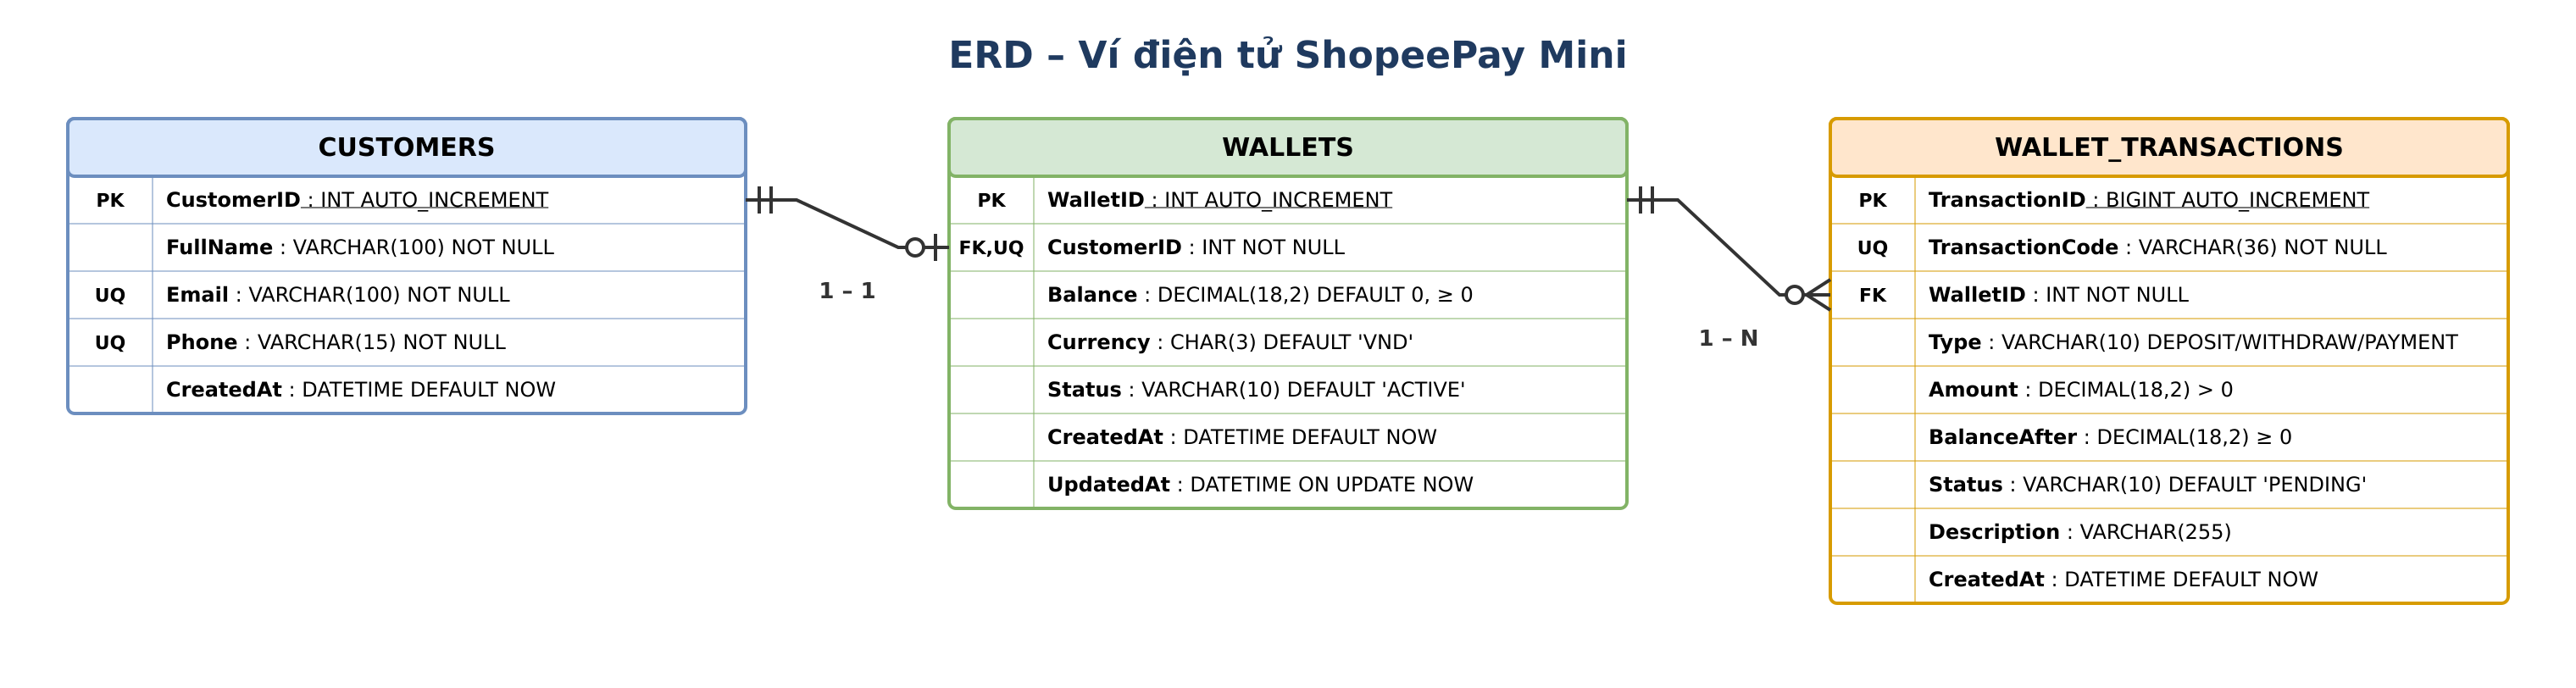 ERD – Ví điện tử ShopeePay Mini
CUSTOMERS
PK CustomerID : INT AUTO_INCREMENT
FullName : VARCHAR(100) NOT NULL
UQ Email : VARCHAR(100) NOT NULL
UQ Phone : VARCHAR(15) NOT NULL
CreatedAt : DATETIME DEFAULT NOW
1 – 1
WALLETS
PK WalletID : INT AUTO_INCREMENT
FK,UQ CustomerID : INT NOT NULL
Balance : DECIMAL(18,2) DEFAULT 0, ≥ 0
Currency : CHAR(3) DEFAULT 'VND'
Status : VARCHAR(10) DEFAULT 'ACTIVE'
CreatedAt : DATETIME DEFAULT NOW
UpdatedAt : DATETIME ON UPDATE NOW
1 – N
WALLET_TRANSACTIONS
PK TransactionID : BIGINT AUTO_INCREMENT
UQ TransactionCode : VARCHAR(36) NOT NULL
FK WalletID : INT NOT NULL
Type : VARCHAR(10) DEPOSIT/WITHDRAW/PAYMENT
Amount : DECIMAL(18,2) > 0
BalanceAfter : DECIMAL(18,2) ≥ 0
Status : VARCHAR(10) DEFAULT 'PENDING'
Description : VARCHAR(255)
CreatedAt : DATETIME DEFAULT NOW